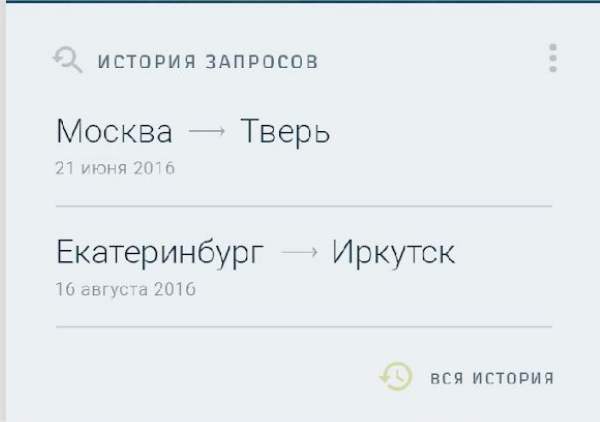 ИСТОРИЯ ЗАПРОСОВ
Москва → Тверь
21 июня 2016
Екатеринбург → Иркутск
16 августа 2016
ВСЯ ИСТОРИЯ